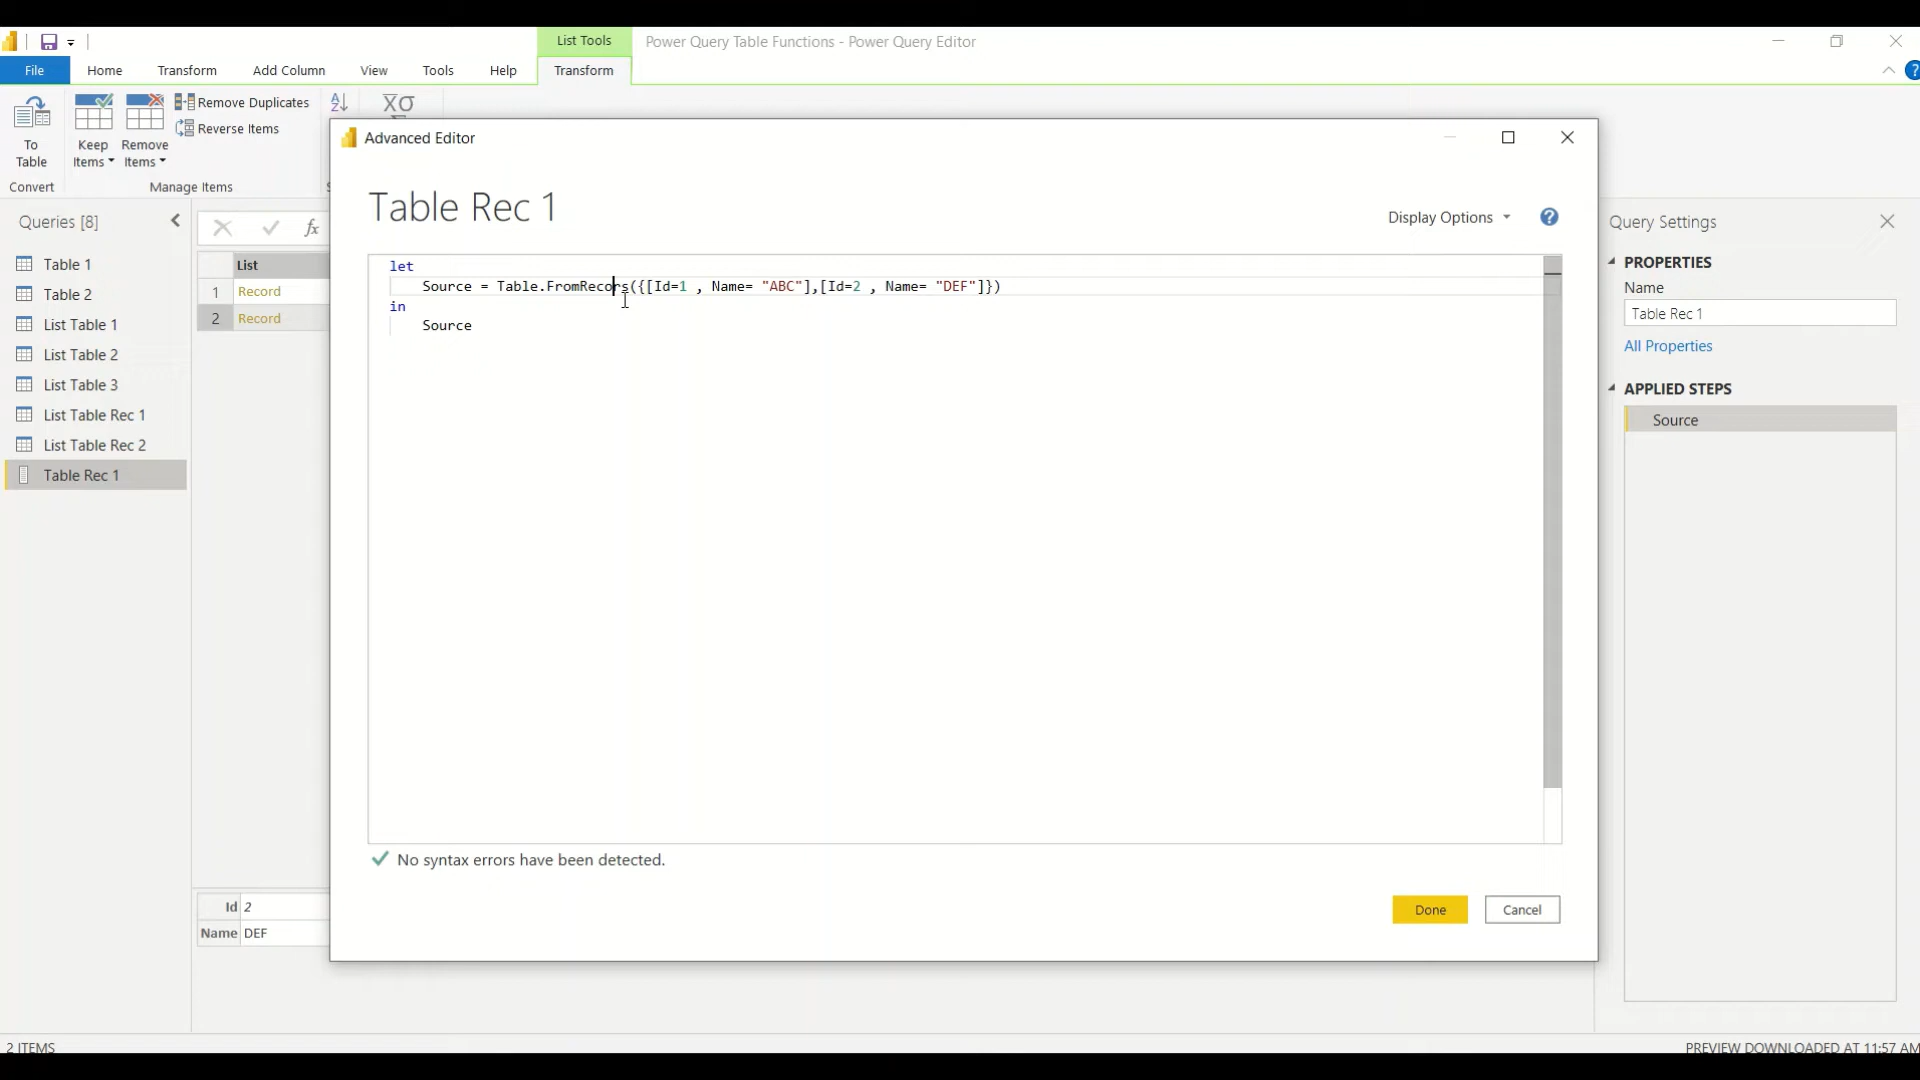 List Tools
Power Query Table Functions - Power Query Editor
File
Home
Transform
Add Column
View
Tools
Help
Transform
To Table
Keep Items
Remove Items
Remove Duplicates
Reverse Items
Convert
Manage Items
Queries [8]
Table 1
Table 2
List Table 1
List Table 2
List Table 3
List Table Rec 1
List Table Rec 2
Table Rec 1
fx
List
1 Record
2 Record
Id 2
Name DEF
2 ITEMS
Advanced Editor
Table Rec 1
Display Options
let
Source = Table.FromRecors({[Id=1 , Name= "ABC"],[Id=2 , Name= "DEF"]})
in
Source
No syntax errors have been detected.
Done
Cancel
Query Settings
PROPERTIES
Name
Table Rec 1
All Properties
APPLIED STEPS
Source
PREVIEW DOWNLOADED AT 11:57 AM